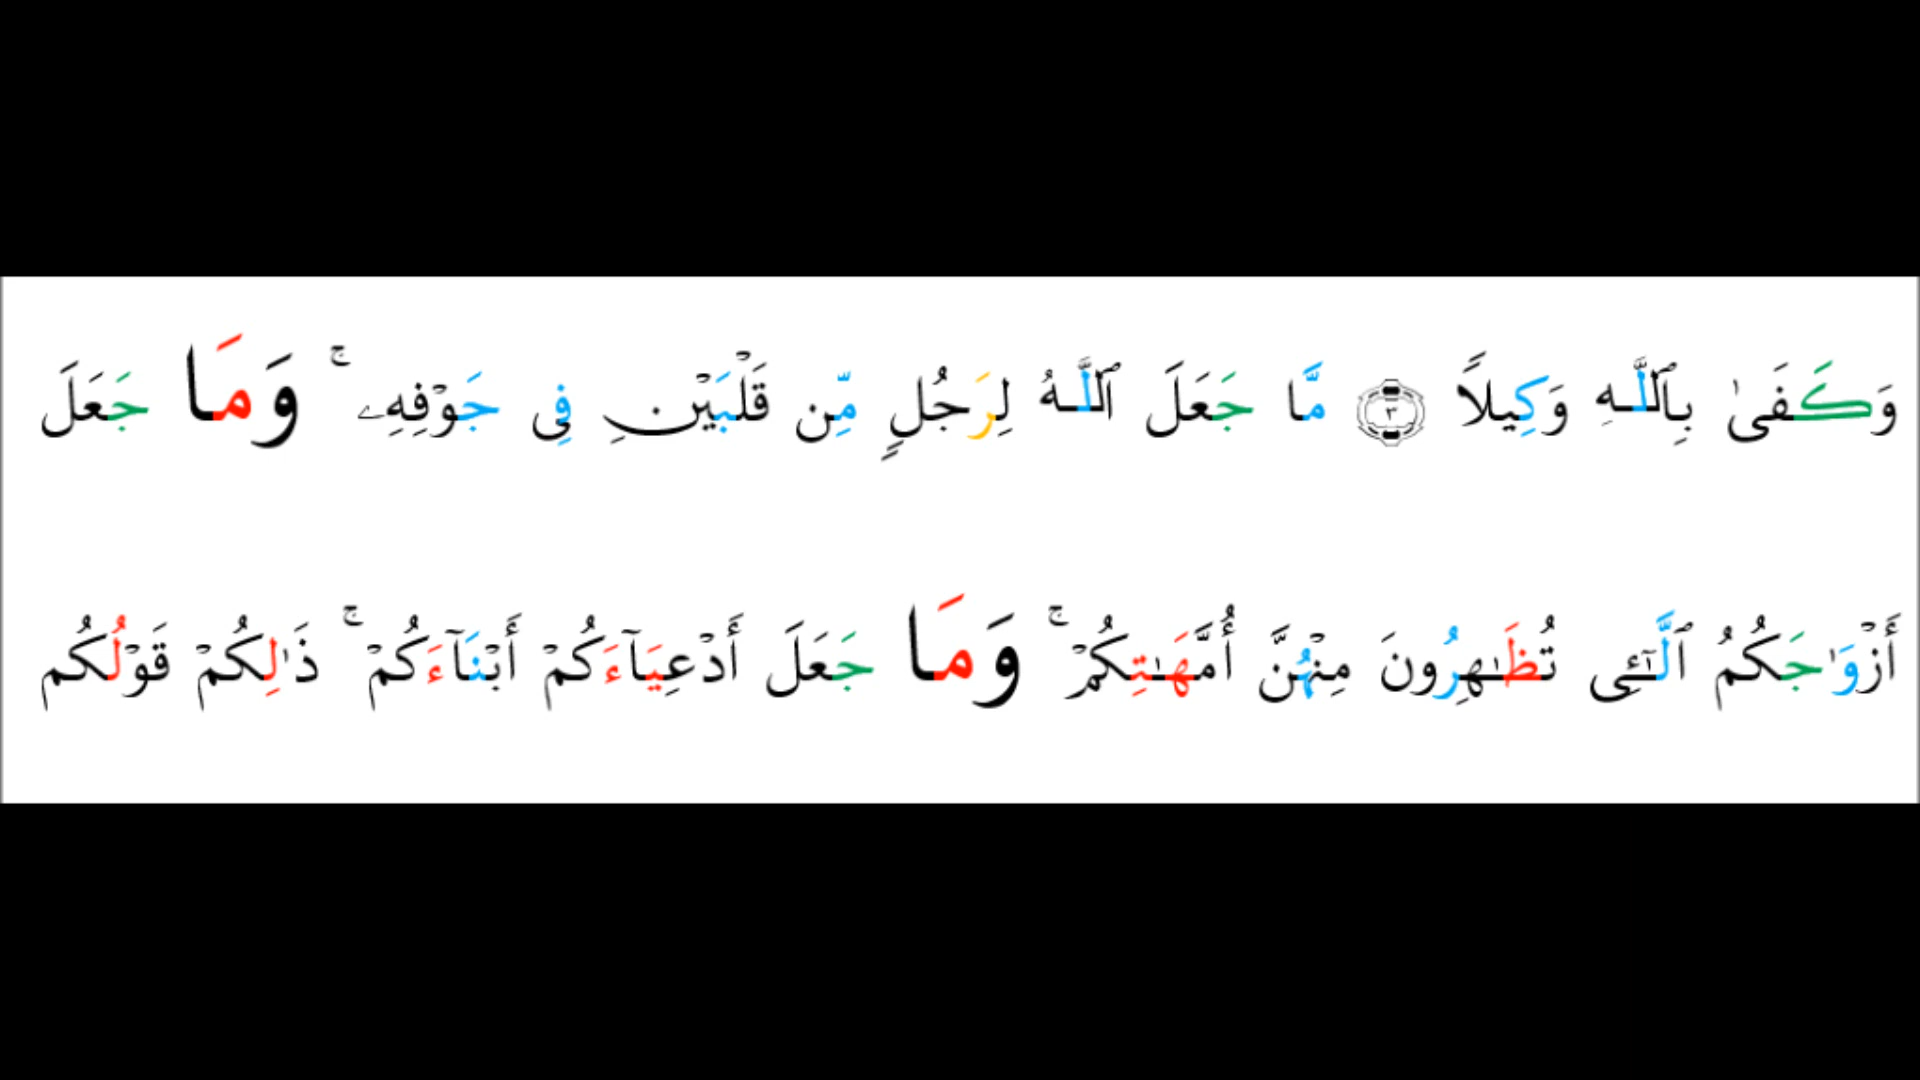 وَكَفَىٰ بِٱللَّهِ وَكِيلًا ٣ مَّا جَعَلَ ٱللَّهُ لِرَجُلٍ مِّن قَلْبَيْنِ فِى جَوْفِهِۦ ۚ وَمَا جَعَلَ
أَزْوَٰجَكُمُ ٱلَّٰٓـِٔى تُظَٰهِرُونَ مِنْهُنَّ أُمَّهَٰتِكُمْ ۚ وَمَا جَعَلَ أَدْعِيَآءَكُمْ أَبْنَآءَكُمْ ۚ ذَٰلِكُمْ قَوْلُكُم